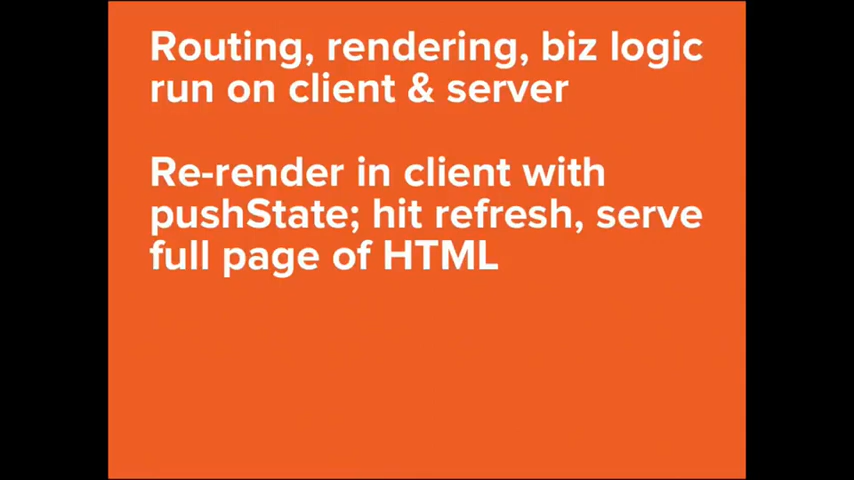 Routing, rendering, biz logic
run on client & server
Re-render in client with
pushState; hit refresh, serve
full page of HTML